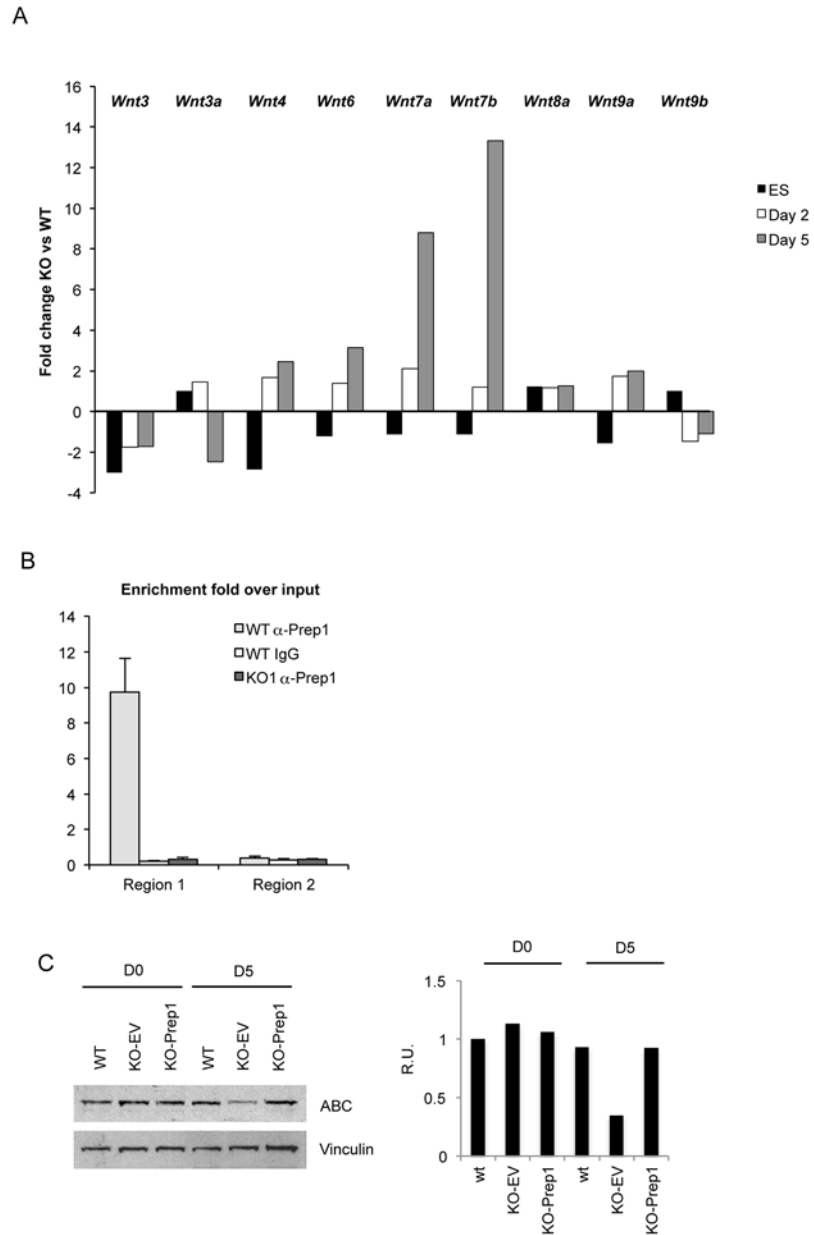 A
Wnt3 Wnt3a Wnt4 Wnt6 Wnt7a Wnt7b Wnt8a Wnt9a Wnt9b
16
14
12
10
8
6
4
2
0
-2
-4
Fold change KO vs WT
ES
Day 2
Day 5
B
Enrichment fold over input
14
12
10
8
6
4
2
0
WT α-Prep1
WT IgG
KO1 α-Prep1
Region 1 Region 2
C
D0 D5
WT KO-EV KO-Prep1 WT KO-EV KO-Prep1
ABC
Vinculin
D0 D5
1.5
1
0.5
0
R.U.
wt KO-EV KO-Prep1 wt KO-EV KO-Prep1